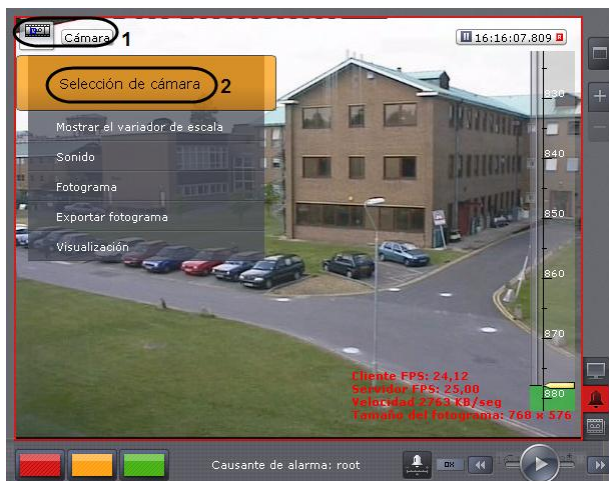 Cámara
1
16:16:07.809
Selección de cámara
2
Mostrar el variador de escala
Sonido
Fotograma
Exportar fotograma
Visualización
830
840
850
860
870
880
Cliente FPS: 24,12
Servidor FPS: 25,00
Velocidad 2763 KB/seg
Tamaño del fotograma: 768 x 576
Causante de alarma: root